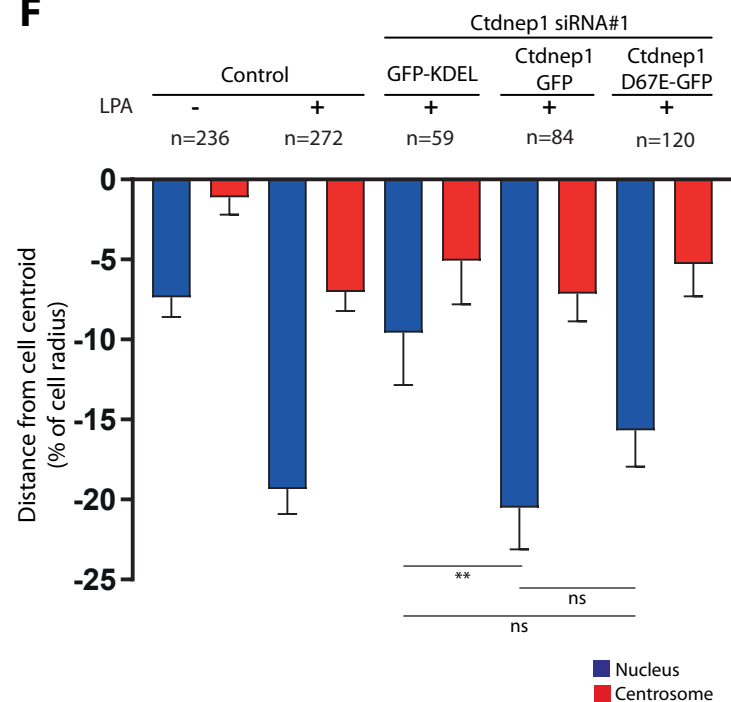 F
Ctdnep1 siRNA#1
Control
GFP-KDEL
Ctdnep1
GFP
Ctdnep1
D67E-GFP
LPA - + + + +
n=236 n=272 n=59 n=84 n=120
Distance from cell centroid
(% of cell radius)
0
-5
-10
-15
-20
-25
**
ns
ns
Nucleus
Centrosome